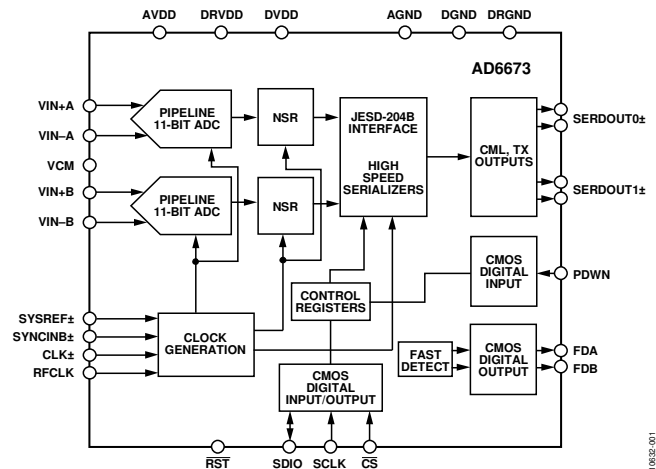 AVDD DRVDD DVDD AGND DGND DRGND
AD6673
VIN+A
VIN–A
VCM
VIN+B
VIN–B
PIPELINE
11-BIT ADC
NSR
PIPELINE
11-BIT ADC
NSR
JESD-204B
INTERFACE
HIGH
SPEED
SERIALIZERS
CML, TX
OUTPUTS
SERDOUT0±
SERDOUT1±
CMOS
DIGITAL
INPUT
PDWN
CONTROL
REGISTERS
SYSREF±
SYNCINB±
CLK±
RFCLK
CLOCK
GENERATION
FAST
DETECT
CMOS
DIGITAL
OUTPUT
FDA
FDB
CMOS
DIGITAL
INPUT/OUTPUT
RST SDIO SCLK CS
10632-001